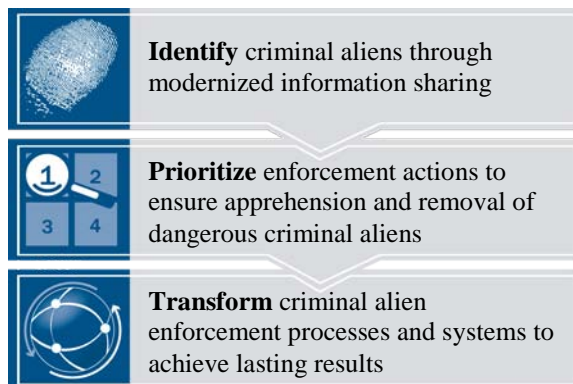 Identify criminal aliens through
modernized information sharing
1 2
3 4
Prioritize enforcement actions to
ensure apprehension and removal of
dangerous criminal aliens
Transform criminal alien
enforcement processes and systems to
achieve lasting results